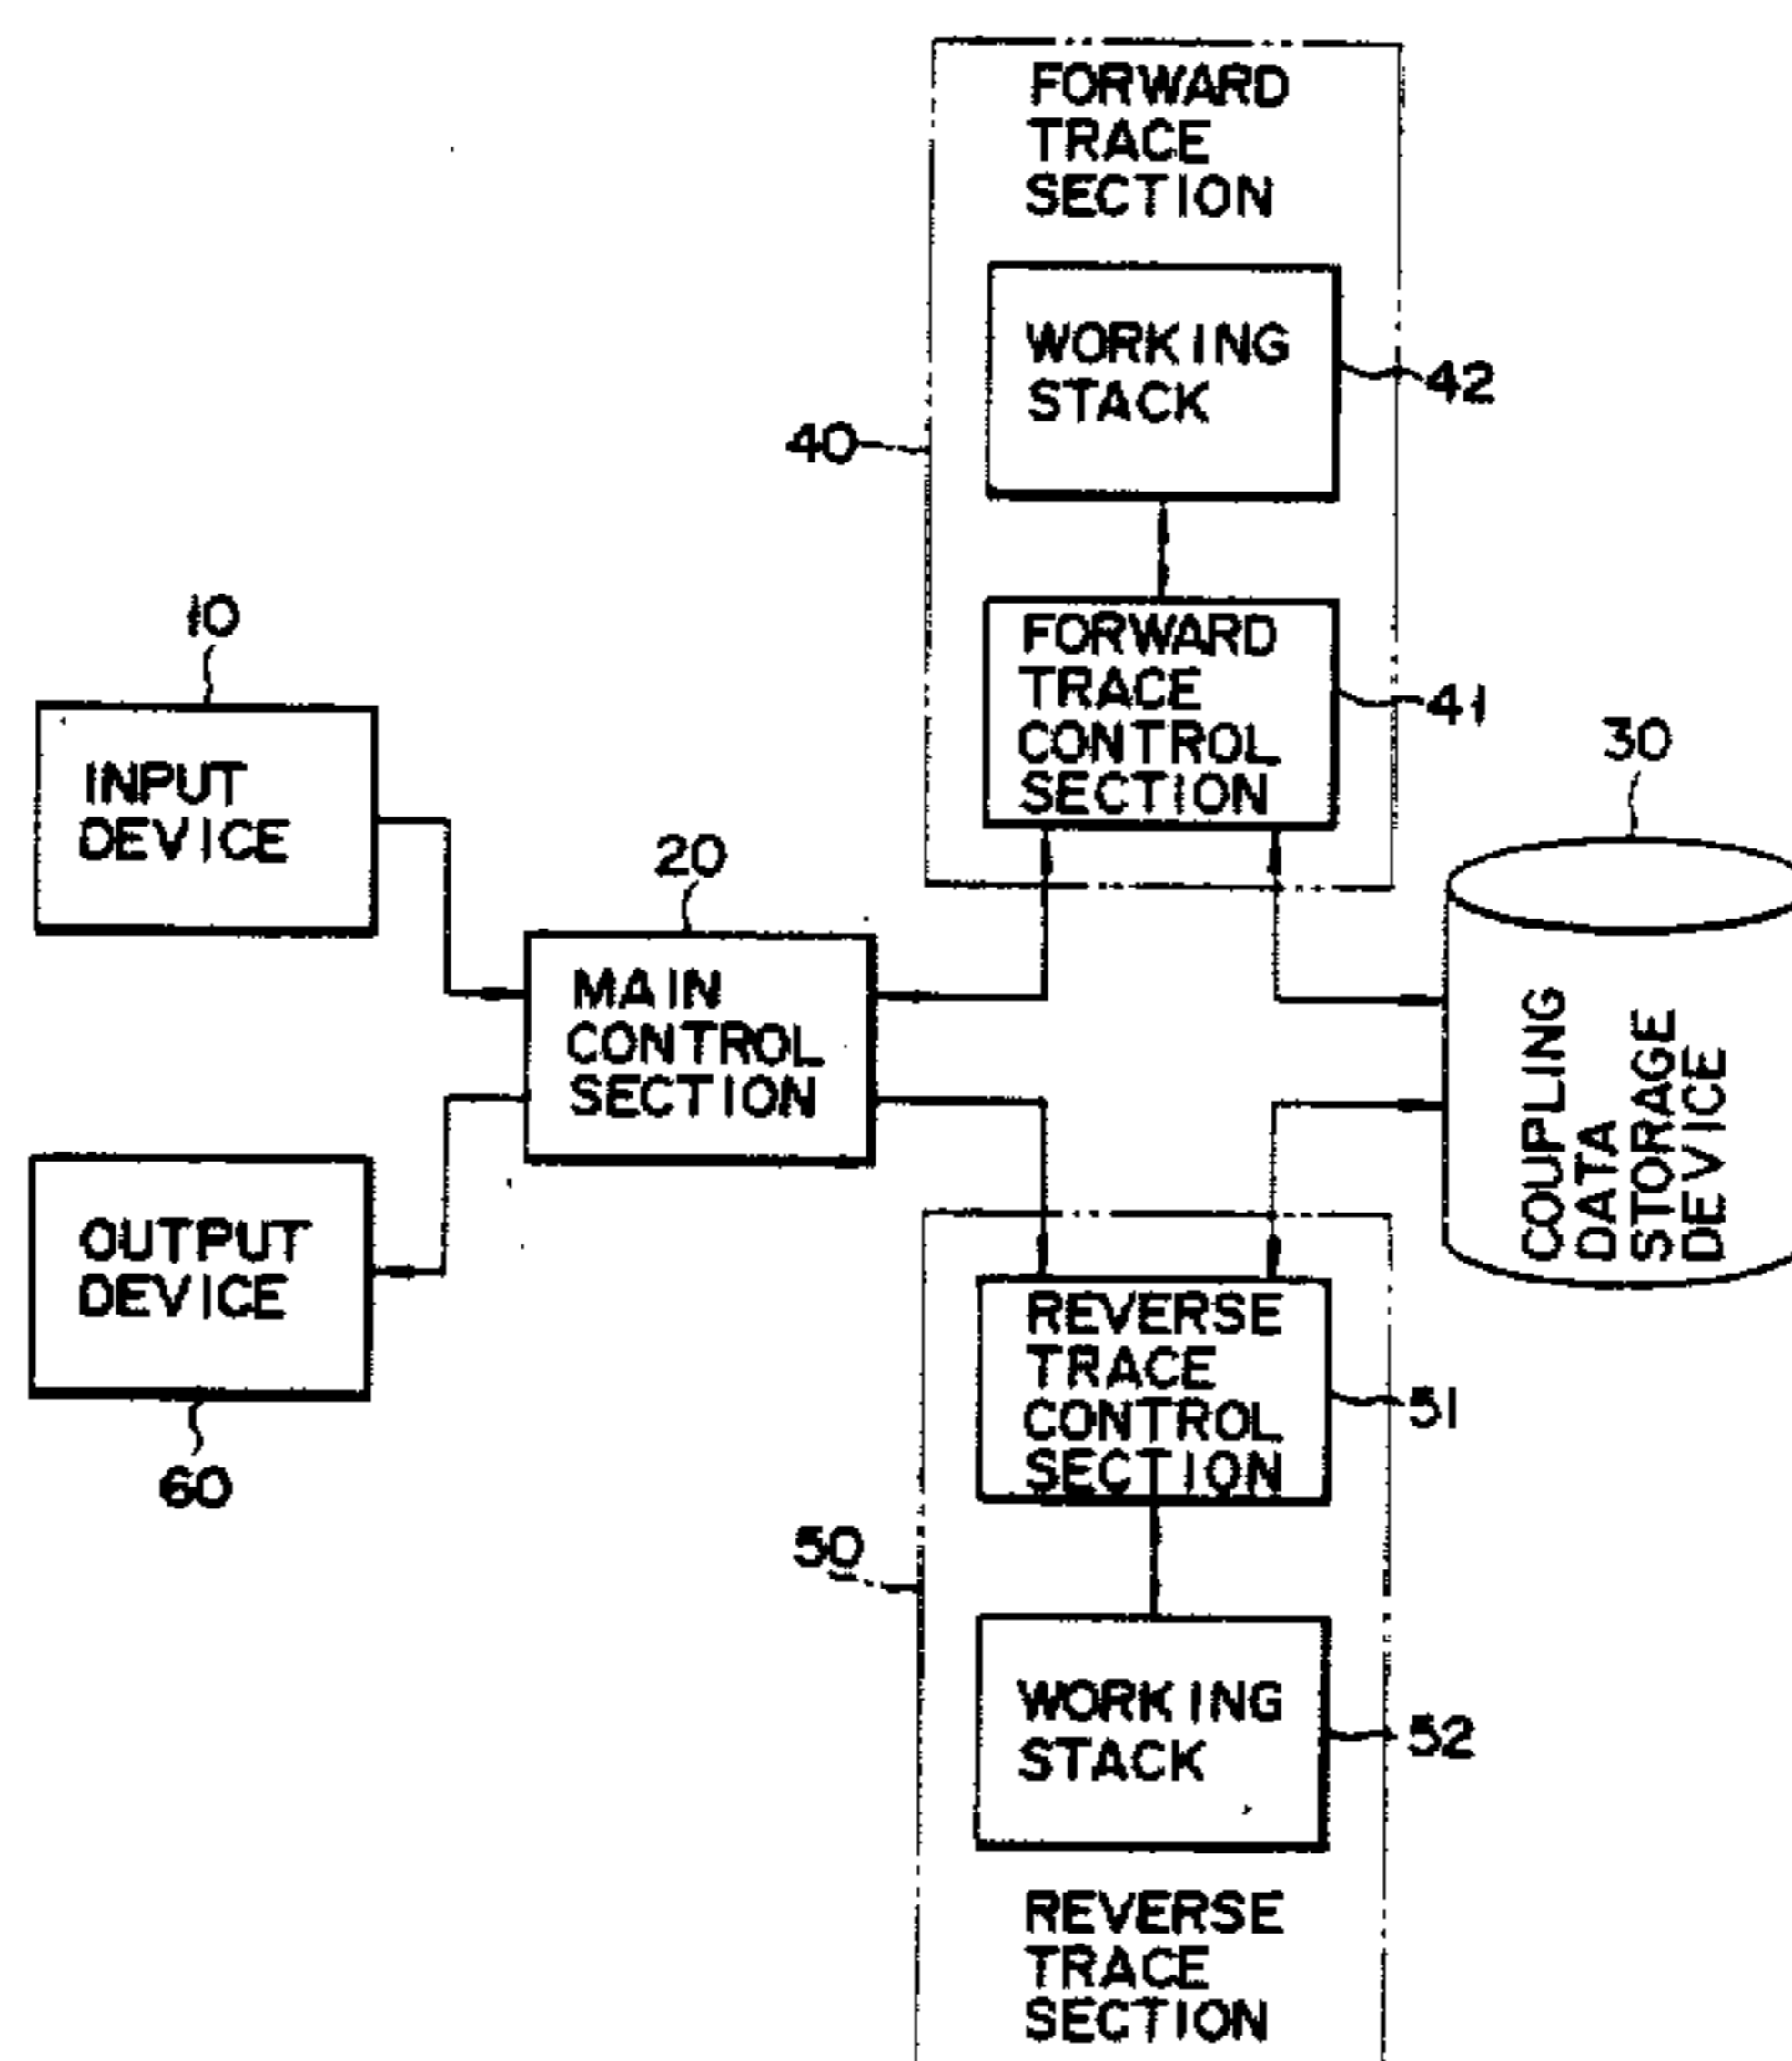 FORWARD
TRACE
SECTION
WORKING
STACK
42
40
10
FORWARD
TRACE
CONTROL
SECTION
41
30
INPUT
DEVICE
20
MAIN
CONTROL
SECTION
COUPLING
DATA
STORAGE
DEVICE
OUTPUT
DEVICE
60
REVERSE
TRACE
CONTROL
SECTION
51
50
WORKING
STACK
52
REVERSE
TRACE
SECTION